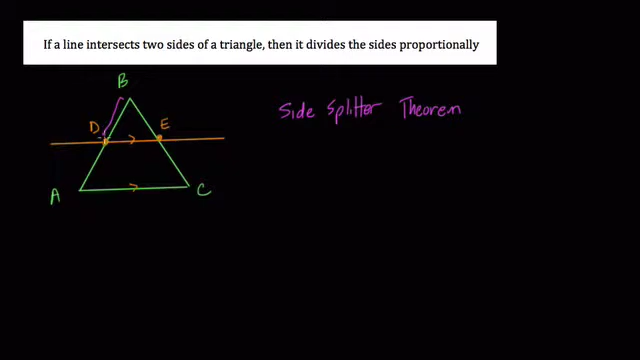 If a line intersects two sides of a triangle, then it divides the sides proportionally
B
Side Splitter Theorem
D
E
A
C